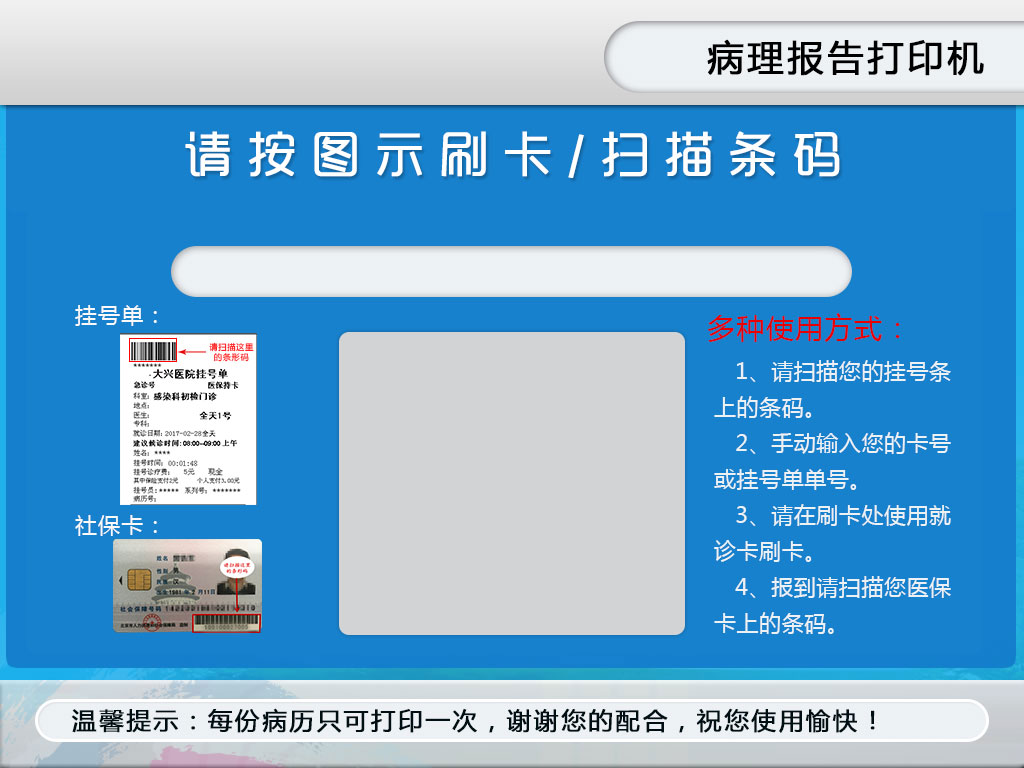 病理报告打印机
请按图示刷卡/扫描条码
挂号单：
请扫描这里
的条形码
*******
大兴医院挂号单
急诊号 医保持卡
科室：感染科初检门诊
地点：
医生： 全天1号
专科：
就诊日期：2017-02-28全天
建议就诊时间：08:00-09:00上午
姓名：****
挂号时间：00:01:48
挂号诊疗费： 5元 现金
其中保险支付2元 个人支付3.00元
挂号员：***** 系列号：*******
病历号：
社保卡：
姓名
请扫描这里
的条形码
性别 男
民族 汉
社会保障号码
多种使用方式：
1、请扫描您的挂号条
上的条码。
2、手动输入您的卡号
或挂号单单号。
3、请在刷卡处使用就
诊卡刷卡。
4、报到请扫描您医保
卡上的条码。
温馨提示：每份病历只可打印一次，谢谢您的配合，祝您使用愉快！